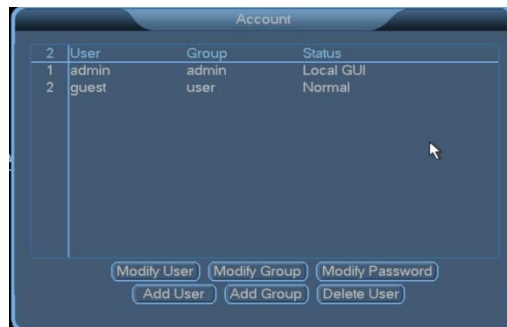 Account
2 User Group Status
1 admin admin Local GUI
2 guest user Normal
Modify User Modify Group Modify Password
Add User Add Group Delete User